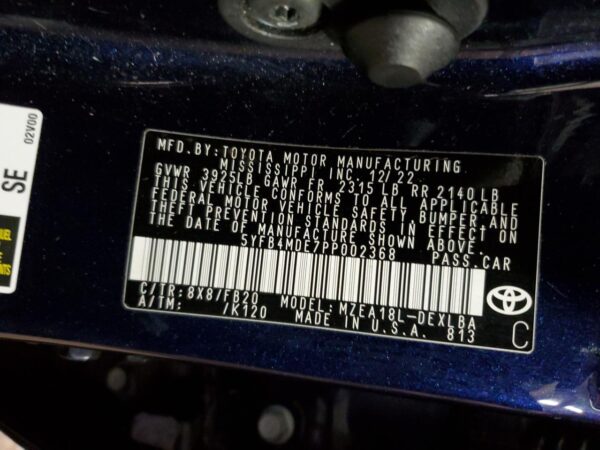 02V00
SE
MFD.BY:TOYOTA MOTOR MANUFACTURING
MISSISSIPPI INC. 12/22
GVWR 3925LB GAWR FR 2315 LB RR 2140 LB
THIS VEHICLE CONFORMS TO ALL APPLICABLE
FEDERAL MOTOR VEHICLE SAFETY, BUMPER AND
THEFT PREVENTION STANDARDS IN EFFECT ON
THE DATE OF MANUFACTURE SHOWN ABOVE.
5YFB4MDE7PP002368 PASS.CAR
C/TR: 8X8/FB20 MODEL: MZEA18L-DEXLBA
A/TM: /K120 MADE IN U.S.A. 813
C